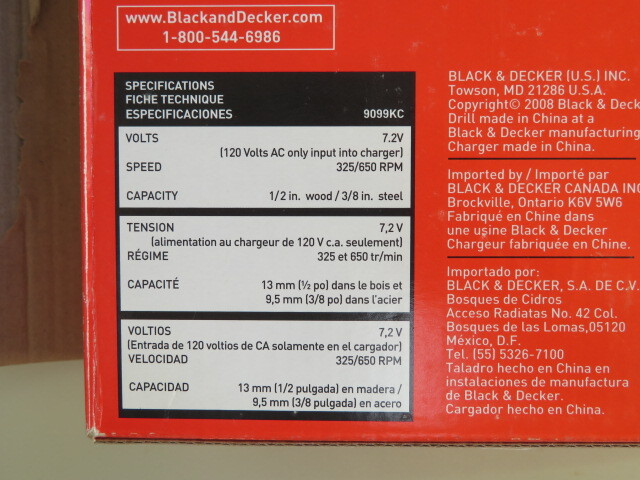 www.BlackandDecker.com
1-800-544-6986
SPECIFICATIONS
FICHE TECHNIQUE
ESPECIFICACIONES 9099KC
VOLTS 7.2V
(120 Volts AC only input into charger)
SPEED 325/650 RPM
CAPACITY 1/2 in. wood / 3/8 in. steel
TENSION 7,2 V
(alimentation au chargeur de 120 V c.a. seulement)
RÉGIME 325 et 650 tr/min
CAPACITÉ 13 mm (½ po) dans le bois et
9,5 mm (3/8 po) dans l'acier
VOLTIOS 7,2 V
(Entrada de 120 voltios de CA solamente en el cargador)
VELOCIDAD 325/650 RPM
CAPACIDAD 13 mm (1/2 pulgada) en madera /
9,5 mm (3/8 pulgada) en acero
BLACK & DECKER (U.S.) INC.
Towson, MD 21286 U.S.A.
Copyright© 2008 Black & Deck
Drill made in China at a
Black & Decker manufacturing
Charger made in China.
Imported by / Importé par
BLACK & DECKER CANADA INC
Brockville, Ontario K6V 5W6
Fabriqué en Chine dans
une usine Black & Decker
Chargeur fabriquée en Chine.
Importado por:
BLACK & DECKER, S.A. DE C.V.
Bosques de Cidros
Acceso Radiatas No. 42 Col.
Bosques de las Lomas,05120
México, D.F.
Tel. (55) 5326-7100
Taladro hecho en China en
instalaciones de manufactura
de Black & Decker.
Cargador hecho en China.